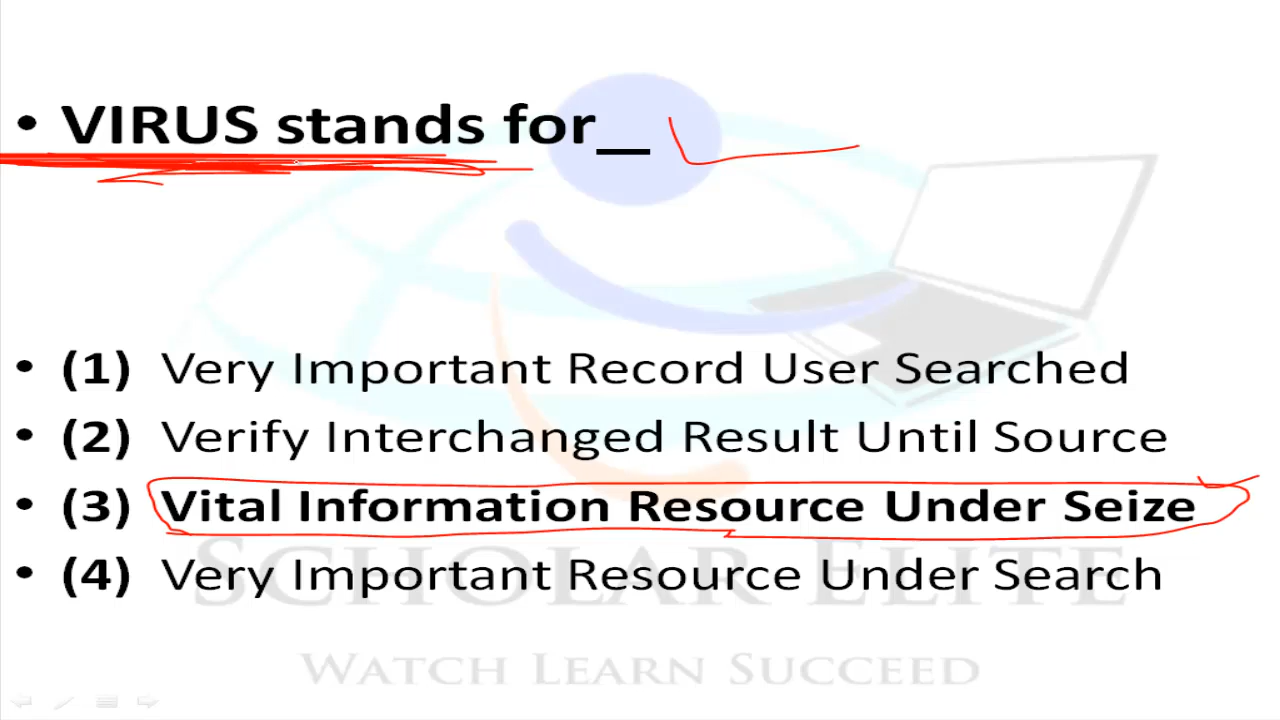 • VIRUS stands for_
• (1) Very Important Record User Searched
• (2) Verify Interchanged Result Until Source
• (3) Vital Information Resource Under Seize
• (4) Very Important Resource Under Search
SCHOLAR ELITE
WATCH LEARN SUCCEED